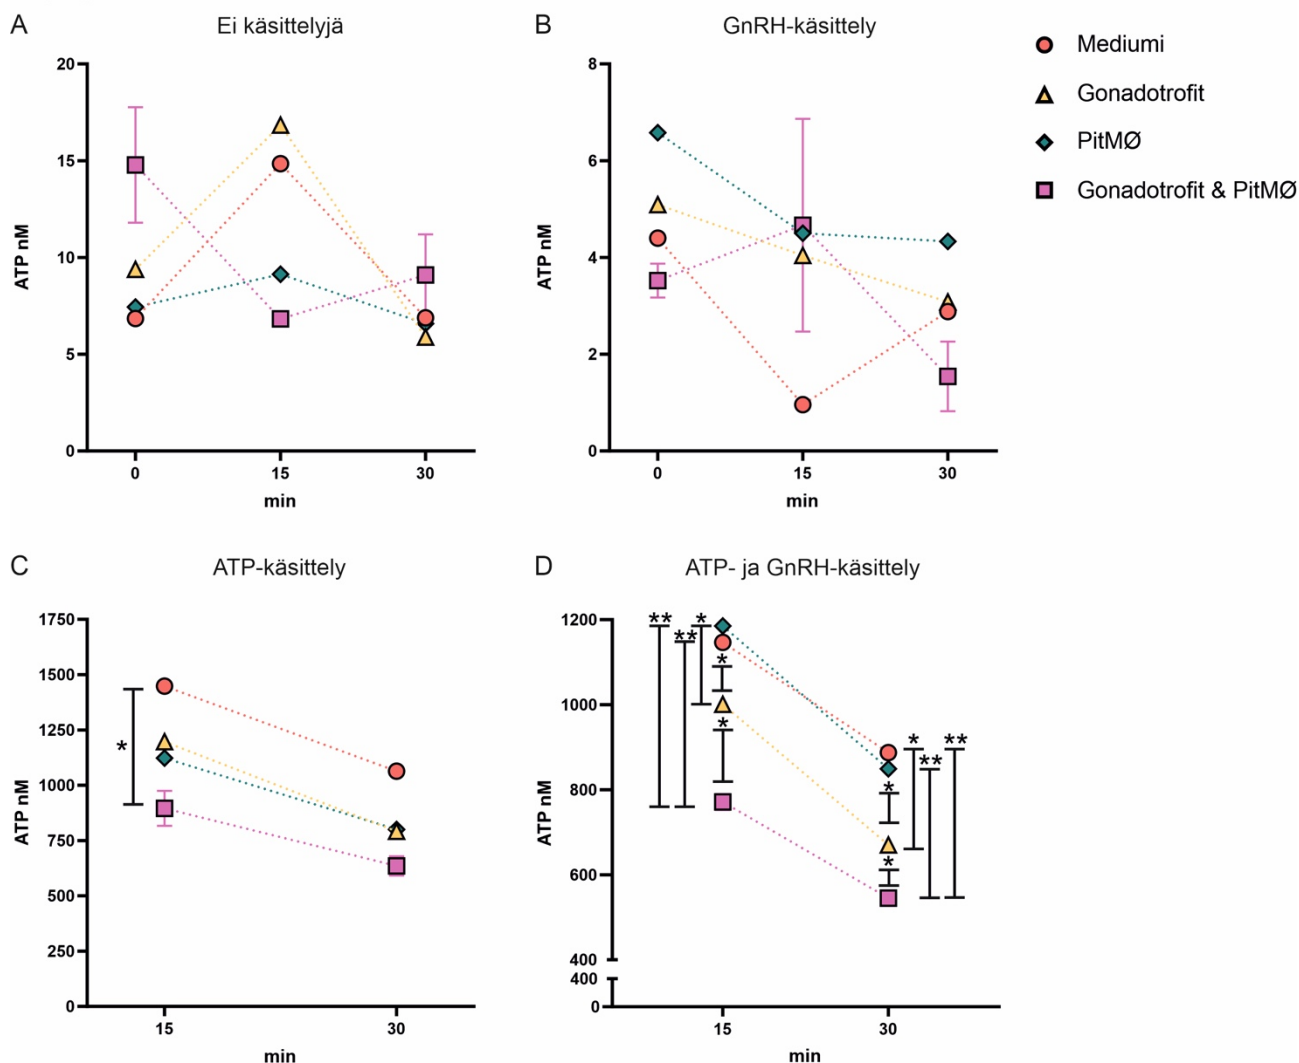 A
Ei käsittelyjä
20
15
10
5
0
ATP nM
0
15
30
min
B
GnRH-käsittely
8
6
4
2
0
ATP nM
0
15
30
min
Mediumi
Gonadotrofit
PitMØ
Gonadotrofit & PitMØ
C
ATP-käsittely
1750
1500
1250
1000
750
500
250
0
ATP nM
*
15
30
min
D
ATP- ja GnRH-käsittely
1200
1000
800
600
400
400
0
ATP nM
**
**
*
*
*
*
*
*
**
**
15
30
min